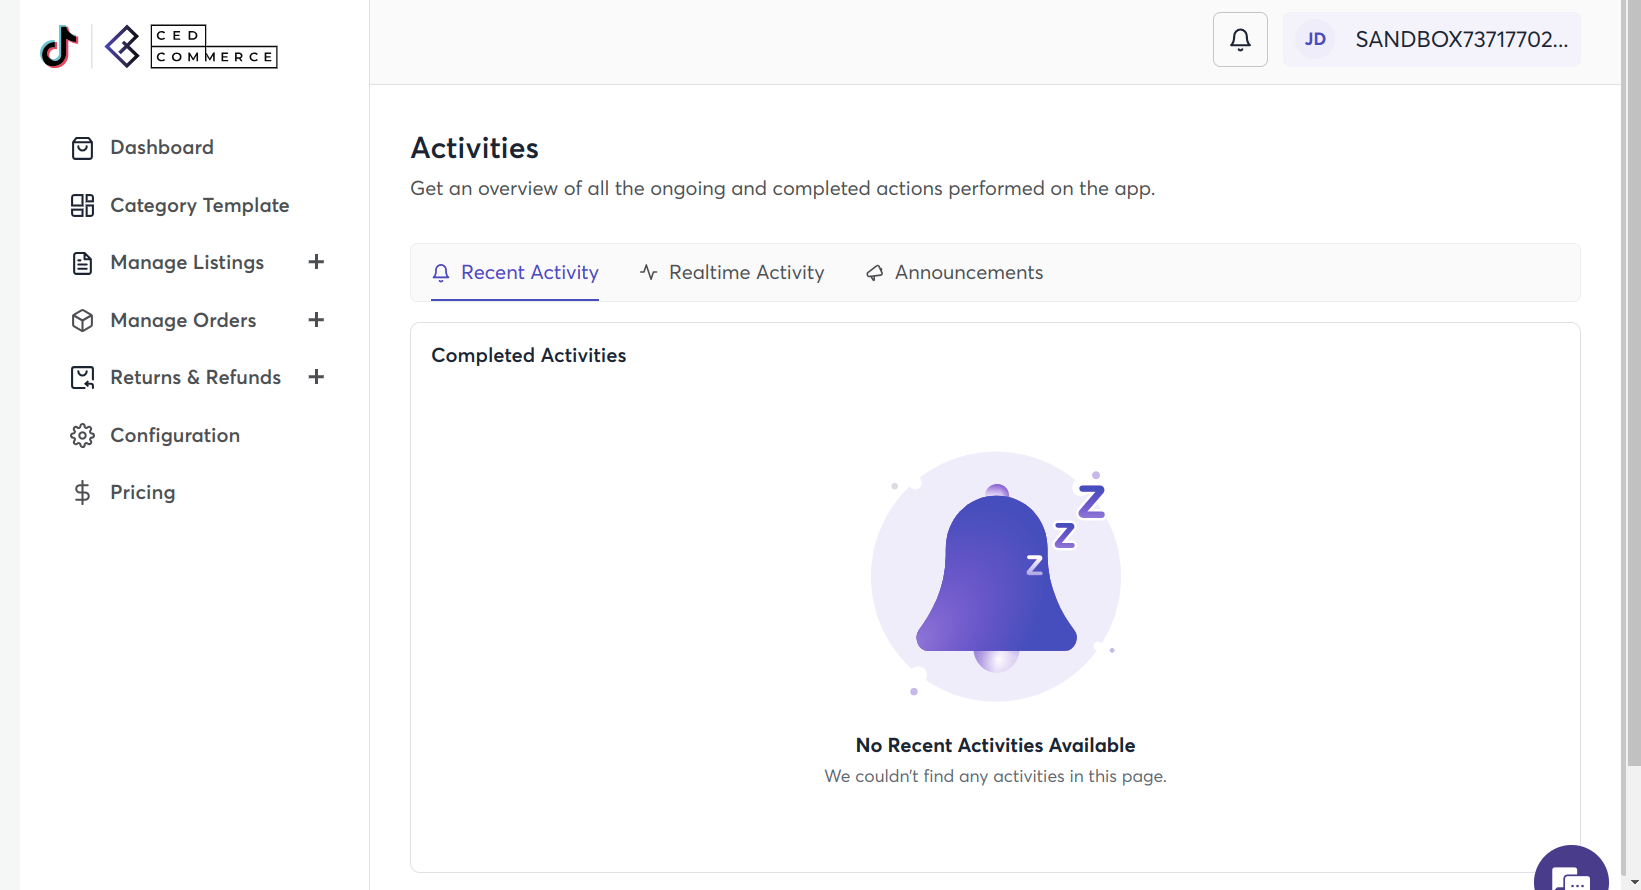 CED
COMMERCE
JD
SANDBOX73717702...
Dashboard
Category Template
Manage Listings +
Manage Orders +
Returns & Refunds +
Configuration
Pricing
Activities
Get an overview of all the ongoing and completed actions performed on the app.
Recent Activity
Realtime Activity
Announcements
Completed Activities
Z
Z
Z
No Recent Activities Available
We couldn't find any activities in this page.